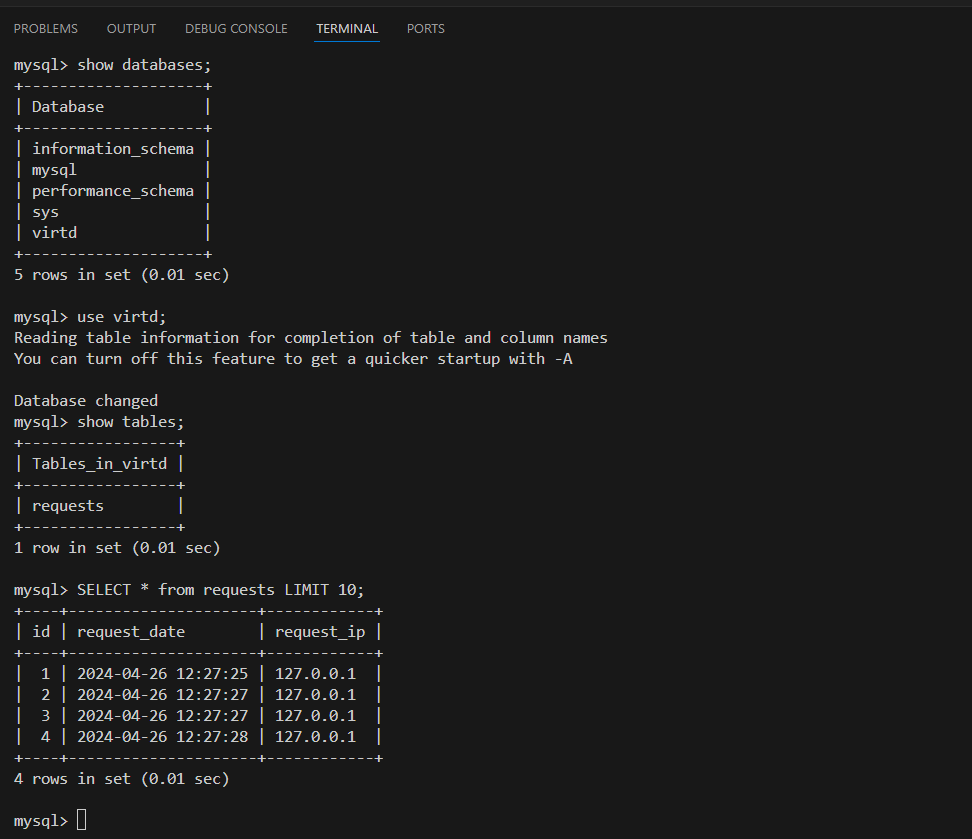 PROBLEMS OUTPUT DEBUG CONSOLE TERMINAL PORTS
mysql> show databases;
+--------------------+
| Database           |
+--------------------+
| information_schema |
| mysql              |
| performance_schema |
| sys                |
| virtd              |
+--------------------+
5 rows in set (0.01 sec)
mysql> use virtd;
Reading table information for completion of table and column names
You can turn off this feature to get a quicker startup with -A
Database changed
mysql> show tables;
+-----------------+
| Tables_in_virtd |
+-----------------+
| requests        |
+-----------------+
1 row in set (0.01 sec)
mysql> SELECT * from requests LIMIT 10;
+----+---------------------+------------+
| id | request_date        | request_ip |
+----+---------------------+------------+
|  1 | 2024-04-26 12:27:25 | 127.0.0.1  |
|  2 | 2024-04-26 12:27:27 | 127.0.0.1  |
|  3 | 2024-04-26 12:27:27 | 127.0.0.1  |
|  4 | 2024-04-26 12:27:28 | 127.0.0.1  |
+----+---------------------+------------+
4 rows in set (0.01 sec)
mysql>